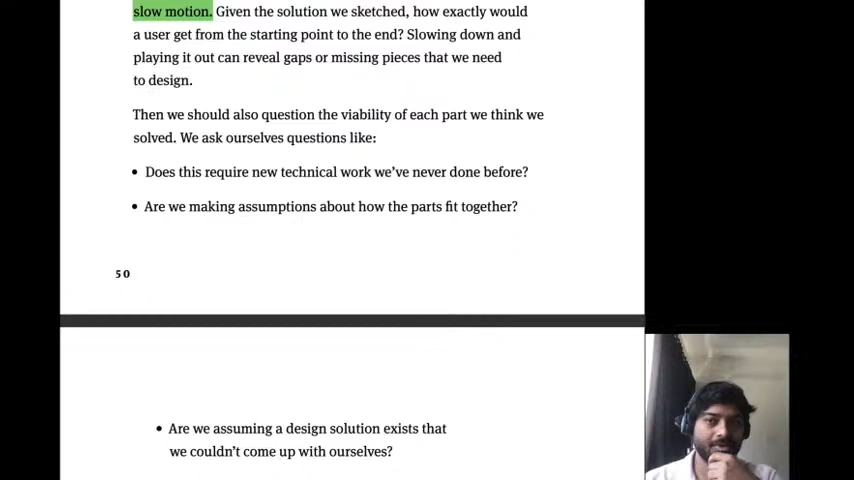 slow motion. Given the solution we sketched, how exactly would
a user get from the starting point to the end? Slowing down and
playing it out can reveal gaps or missing pieces that we need
to design.
Then we should also question the viability of each part we think we
solved. We ask ourselves questions like:
• Does this require new technical work we’ve never done before?
• Are we making assumptions about how the parts fit together?
50
• Are we assuming a design solution exists that
we couldn’t come up with ourselves?